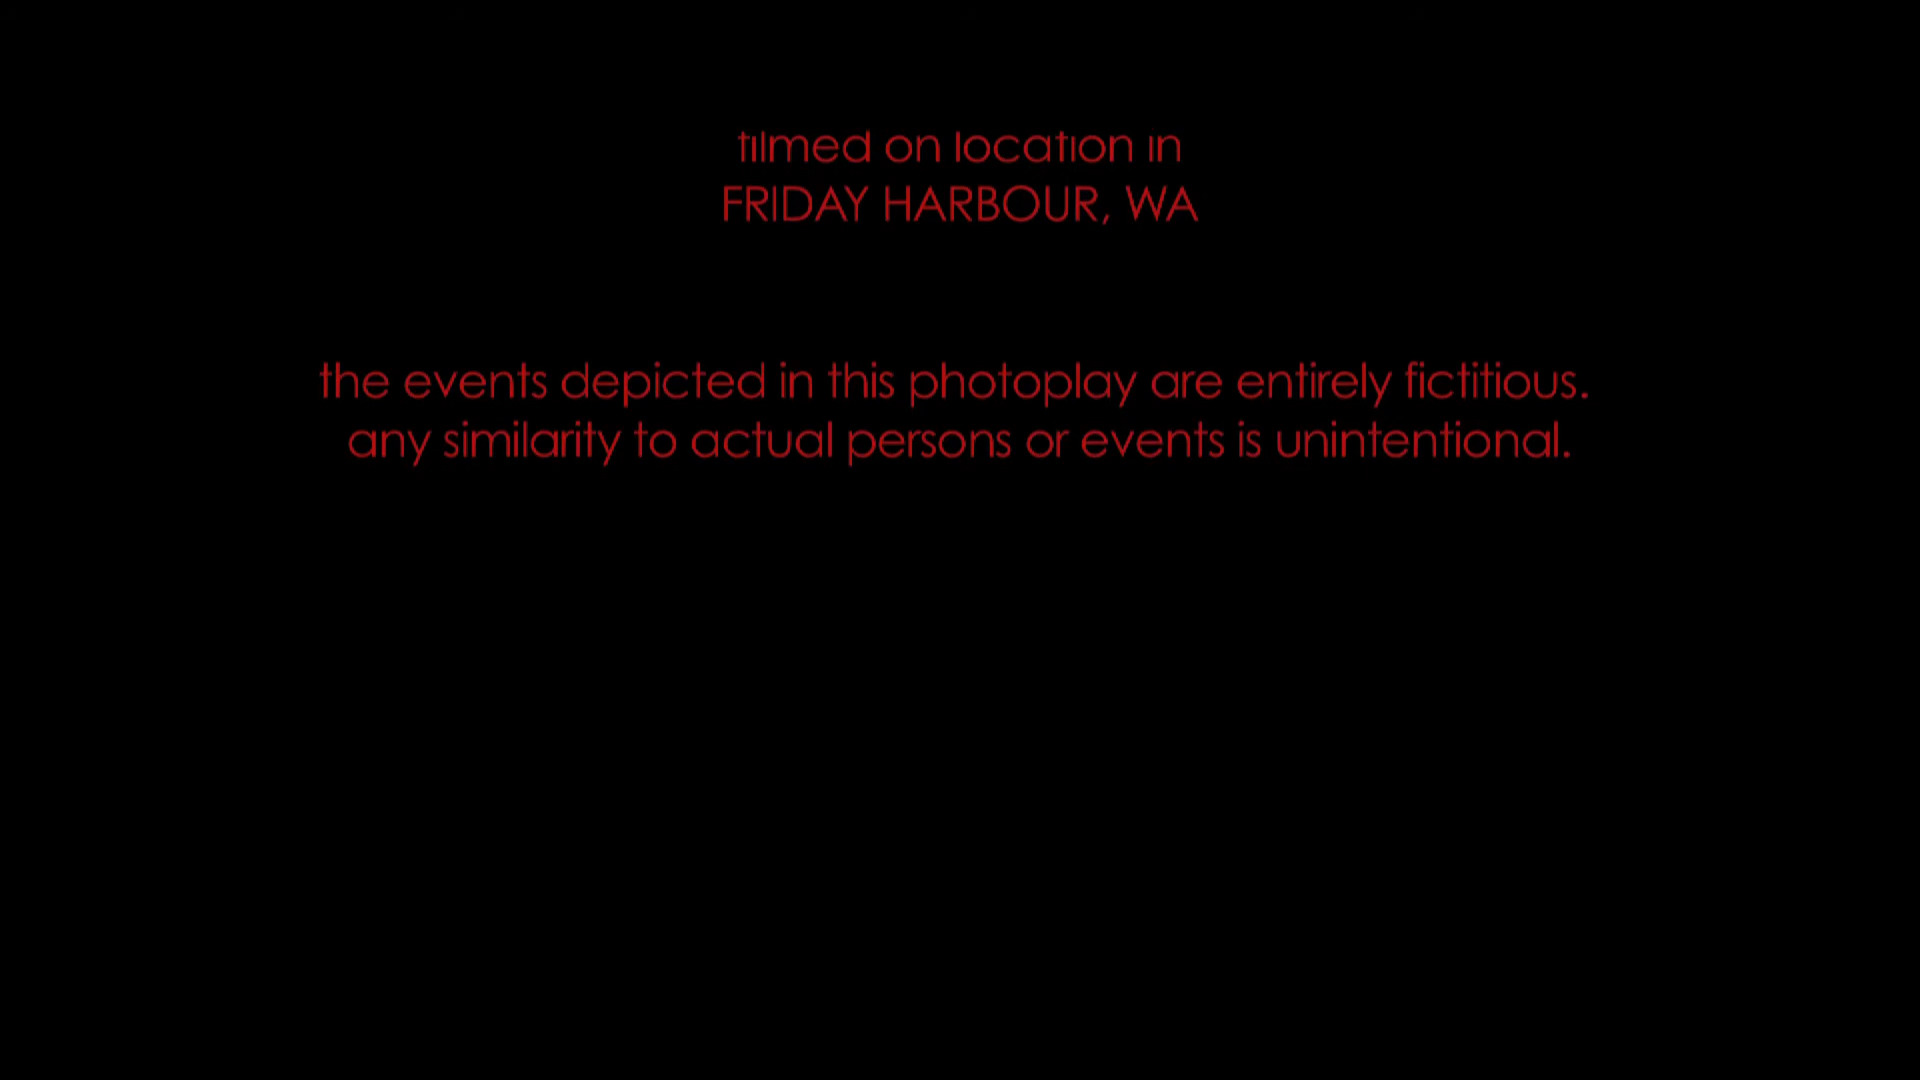 filmed on location in
FRIDAY HARBOUR, WA
the events depicted in this photoplay are entirely fictitious.
any similarity to actual persons or events is unintentional.